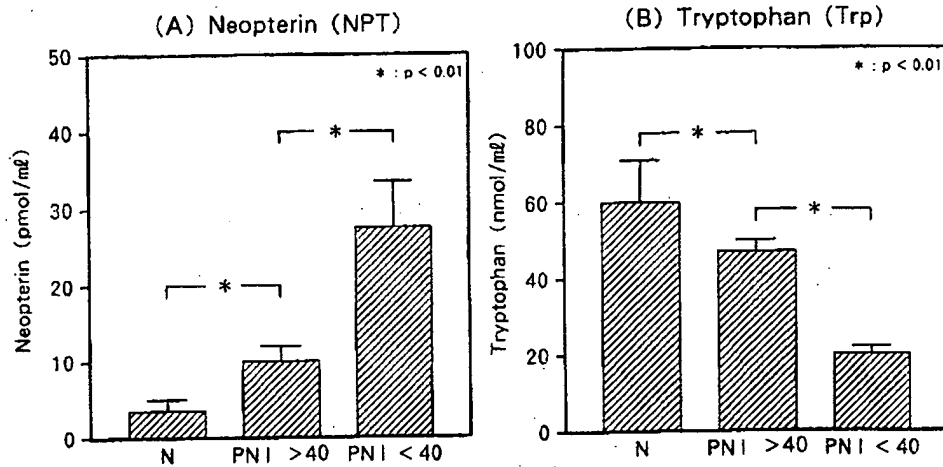 (A) Neopterin (NPT)
Neopterin (pmol/mℓ)
50
40
30
20
10
0
* : p < 0.01
*
*
N
PNI >40
PNI < 40
(B) Tryptophan (Trp)
Tryptophan (nmol/mℓ)
100
80
60
40
20
0
* : p < 0.01
*
*
N
PNI >40
PNI < 40